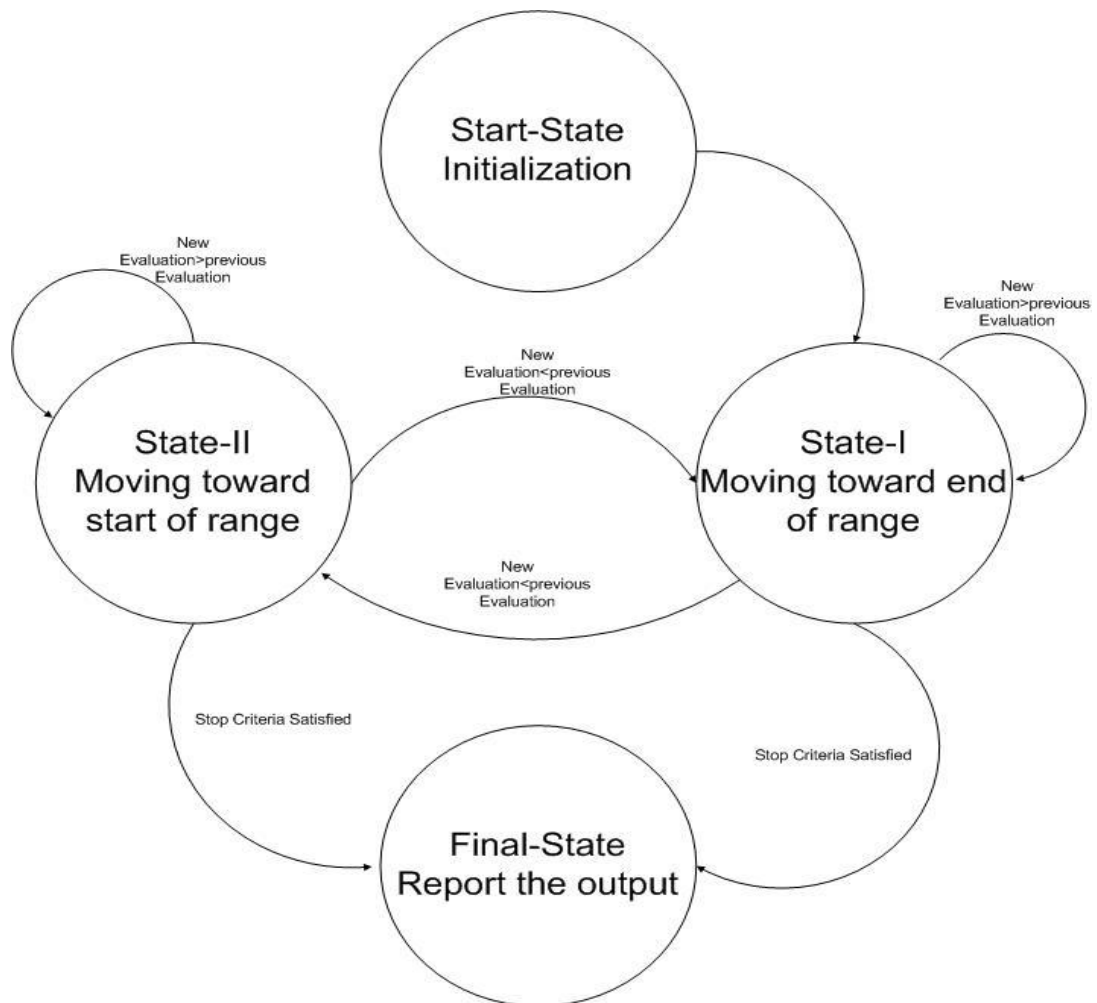 Start-State
Initialization
New
Evaluation>previous
Evaluation
New
Evaluation>previous
Evaluation
New
Evaluation<previous
Evaluation
State-II
Moving toward
start of range
State-I
Moving toward end
of range
New
Evaluation<previous
Evaluation
Stop Criteria Satisfied
Stop Criteria Satisfied
Final-State
Report the output